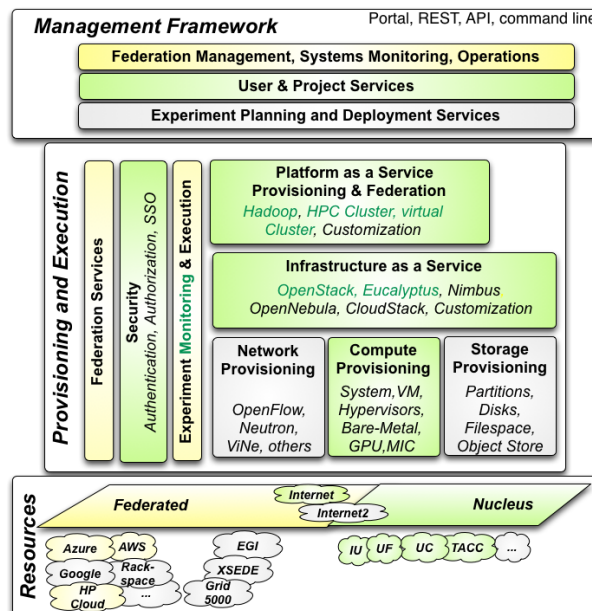 Management Framework
Portal, REST, API, command line
Federation Management, Systems Monitoring, Operations
User & Project Services
Experiment Planning and Deployment Services
Provisioning and Execution
Federation Services
Security
Authentication, Authorization, SSO
Experiment Monitoring & Execution
Platform as a Service
Provisioning & Federation
Hadoop, HPC Cluster, virtual
Cluster, Customization
Infrastructure as a Service
OpenStack, Eucalyptus, Nimbus
OpenNebula, CloudStack, Customization
Network
Provisioning
OpenFlow,
Neutron,
ViNe, others
Compute
Provisioning
System,VM,
Hypervisors,
Bare-Metal,
GPU,MIC
Storage
Provisioning
Partitions,
Disks,
Filespace,
Object Store
Resources
Federated
Internet
Internet2
Nucleus
Azure
AWS
Google
Rack-
space
HP
Cloud
...
EGI
XSEDE
Grid
5000
IU
UF
UC
TACC
...